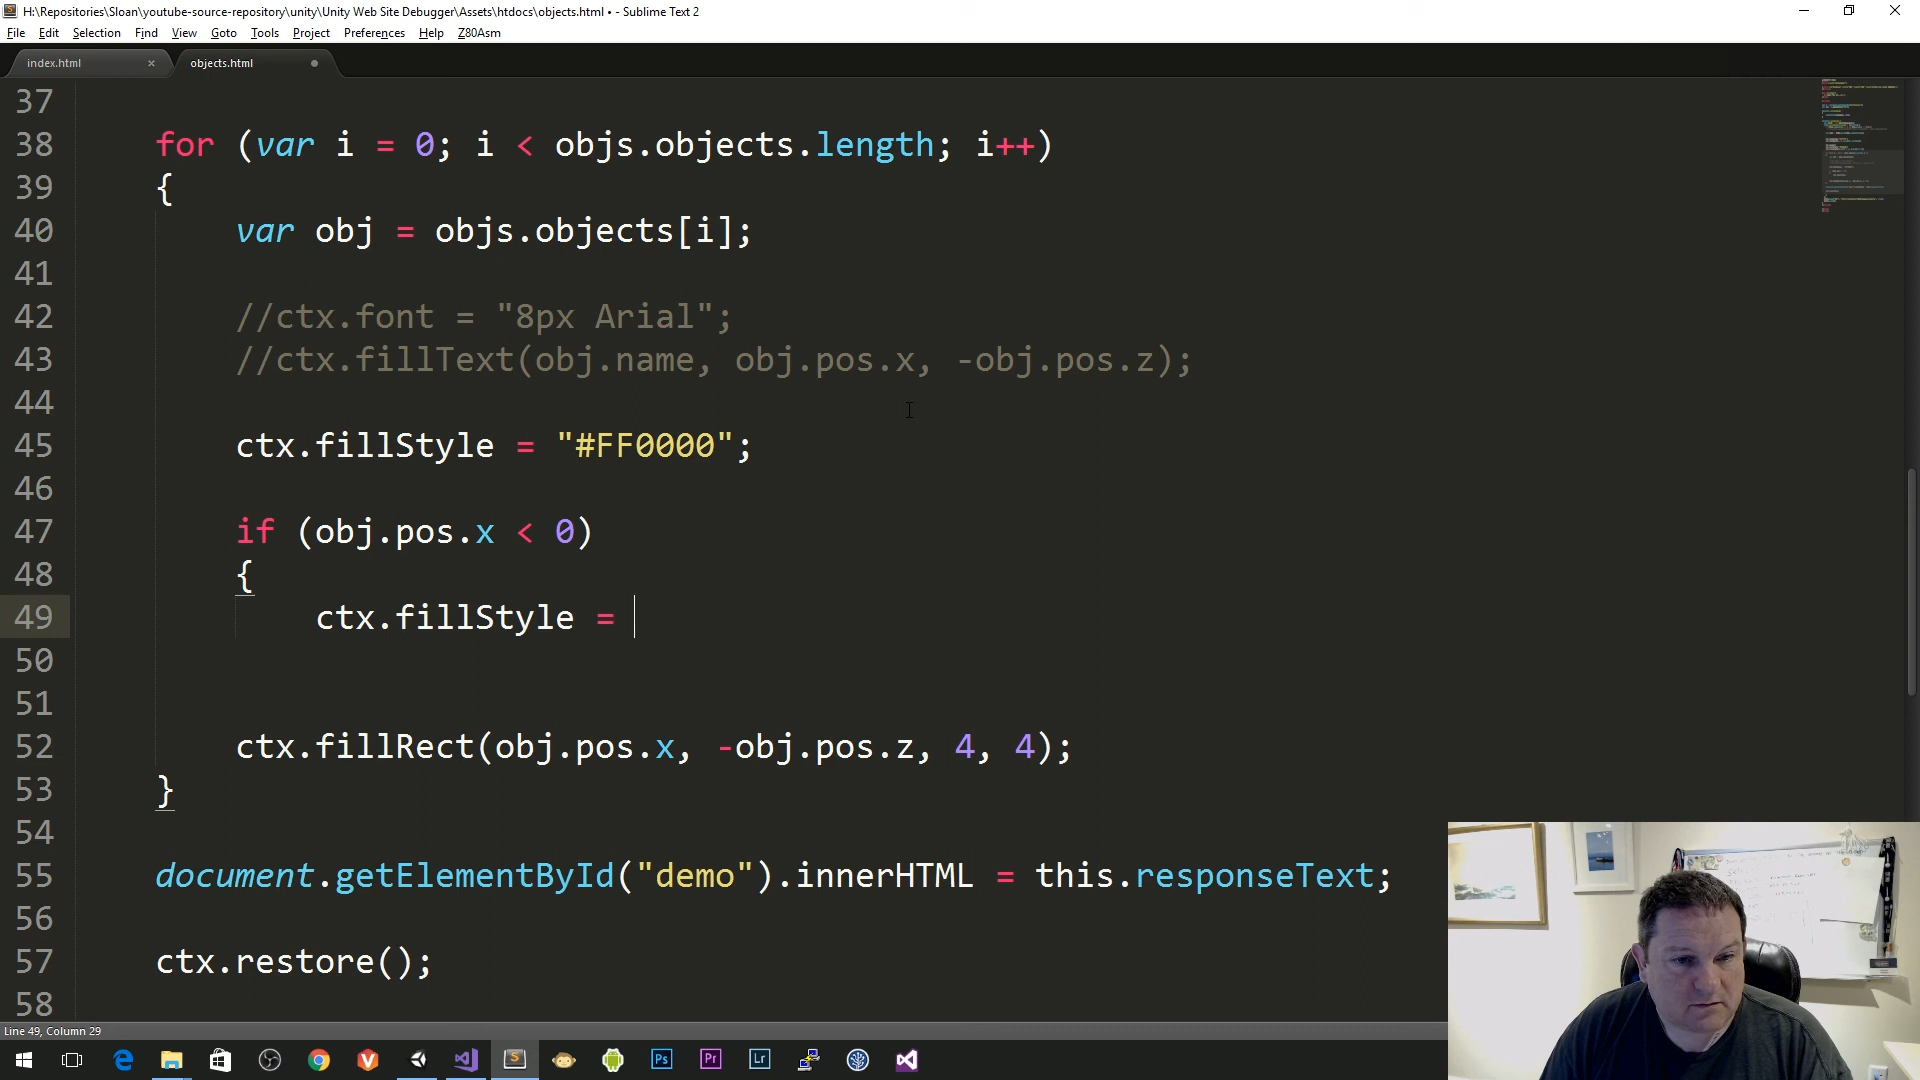 H:\Repositories\Sloan\youtube-source-repository\unity\Unity Web Site Debugger\Assets\htdocs\objects.html • - Sublime Text 2
File Edit Selection Find View Goto Tools Project Preferences Help Z80Asm
index.html × objects.html
37
38 for (var i = 0; i < objs.objects.length; i++)
39 {
40 var obj = objs.objects[i];
41
42 //ctx.font = "8px Arial";
43 //ctx.fillText(obj.name, obj.pos.x, -obj.pos.z);
44
45 ctx.fillStyle = "#FF0000";
46
47 if (obj.pos.x < 0)
48 {
49 ctx.fillStyle =
50
51
52 ctx.fillRect(obj.pos.x, -obj.pos.z, 4, 4);
53 }
54
55 document.getElementById("demo").innerHTML = this.responseText;
56
57 ctx.restore();
58
Line 49, Column 29
Ps Pr Lr